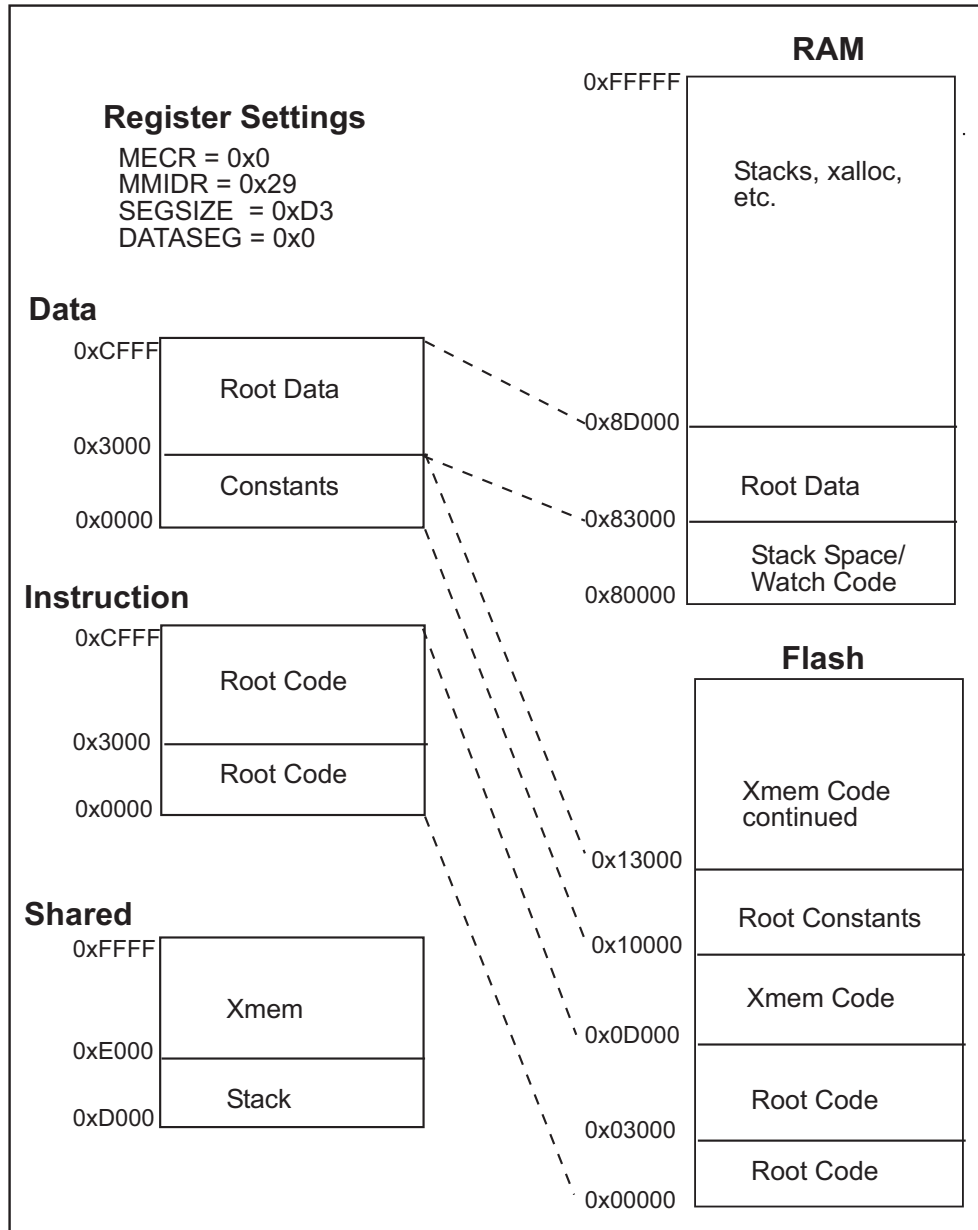 Register Settings
MECR = 0x0
MMIDR = 0x29
SEGSIZE = 0xD3
DATASEG = 0x0
Data
0xCFFF
Root Data
0x3000
Constants
0x0000
Instruction
0xCFFF
Root Code
0x3000
Root Code
0x0000
Shared
0xFFFF
Xmem
0xE000
Stack
0xD000
RAM
0xFFFFF
Stacks, xalloc,
etc.
0x8D000
Root Data
0x83000
Stack Space/
Watch Code
0x80000
Flash
Xmem Code
continued
0x13000
Root Constants
0x10000
Xmem Code
0x0D000
Root Code
0x03000
Root Code
0x00000